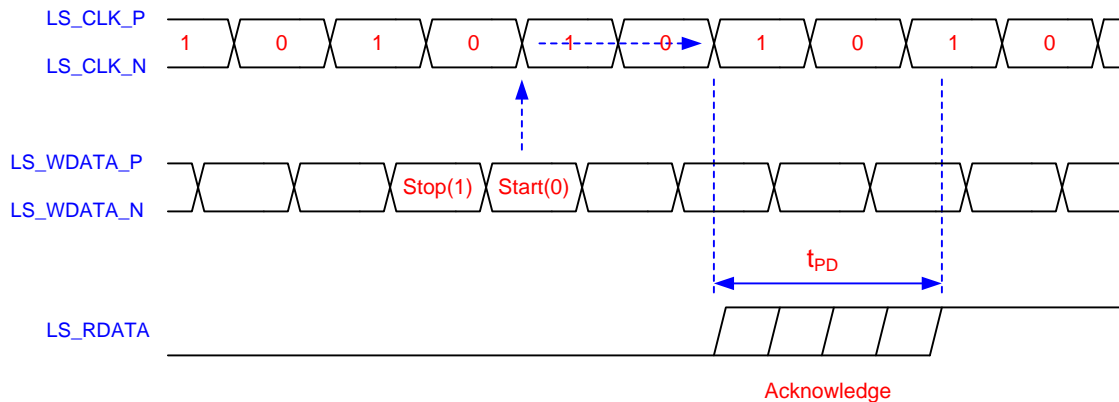 LS_CLK_P
1 0 1 0 1 0 1 0 1 0
LS_CLK_N
LS_WDATA_P
Stop(1) Start(0)
LS_WDATA_N
tPD
LS_RDATA
Acknowledge